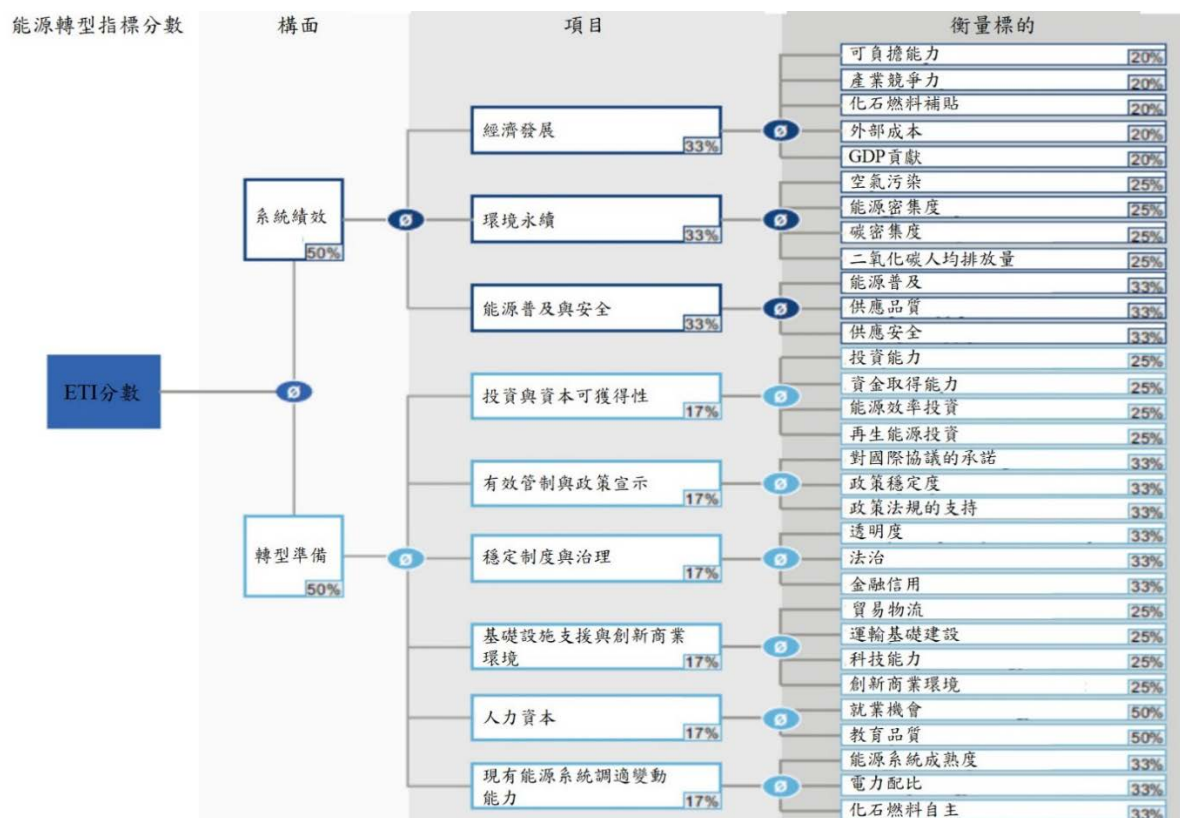 能源轉型指標分數
構面
項目
衡量標的
ETI分數
系統績效
50%
轉型準備
50%
經濟發展
33%
環境永續
33%
能源普及與安全
33%
投資與資本可獲得性
17%
有效管制與政策宣示
17%
穩定制度與治理
17%
基礎設施支援與創新商業
環境
17%
人力資本
17%
現有能源系統調適變動
能力
17%
可負擔能力 20%
產業競爭力 20%
化石燃料補貼 20%
外部成本 20%
GDP貢獻 20%
空氣污染 25%
能源密集度 25%
碳密集度 25%
二氧化碳人均排放量 25%
能源普及 33%
供應品質 33%
供應安全 33%
投資能力 25%
資金取得能力 25%
能源效率投資 25%
再生能源投資 25%
對國際協議的承諾 33%
政策穩定度 33%
政策法規的支持 33%
透明度 33%
法治 33%
金融信用 33%
貿易物流 25%
運輸基礎建設 25%
科技能力 25%
創新商業環境 25%
就業機會 50%
教育品質 50%
能源系統成熟度 33%
電力配比 33%
化石燃料自主 33%